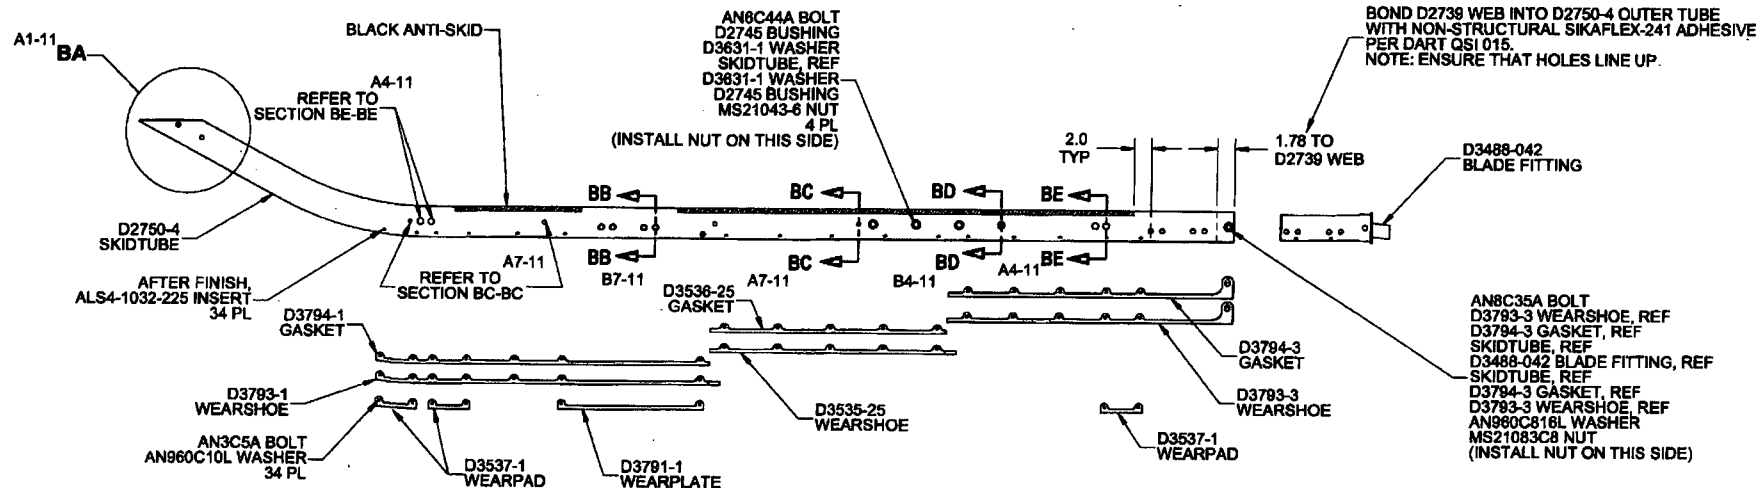 A1-11
BA
BLACK ANTI-SKID
A4-11
REFER TO
SECTION BE-BE
AN6C44A BOLT
D2745 BUSHING
D3631-1 WASHER
SKIDTUBE, REF
D3631-1 WASHER
D2745 BUSHING
MS21043-6 NUT
4 PL
(INSTALL NUT ON THIS SIDE)
BOND D2739 WEB INTO D2750-4 OUTER TUBE
WITH NON-STRUCTURAL SIKAFLEX-241 ADHESIVE
PER DART QSI 015.
NOTE: ENSURE THAT HOLES LINE UP.
2.0
TYP
1.78 TO
D2739 WEB
D3488-042
BLADE FITTING
BB
BC
BD
BE
D2750-4
SKIDTUBE
BB
BC
BD
BE
AFTER FINISH,
ALS4-1032-225 INSERT
34 PL
A7-11
REFER TO
SECTION BC-BC
B7-11
A7-11
B4-11
A4-11
D3794-1
GASKET
D3536-25
GASKET
D3794-3
GASKET
D3793-1
WEARSHOE
D3535-25
WEARSHOE
D3793-3
WEARSHOE
AN3C5A BOLT
AN960C10L WASHER
34 PL
D3537-1
WEARPAD
D3791-1
WEARPLATE
D3537-1
WEARPAD
AN8C35A BOLT
D3793-3 WEARSHOE, REF
D3794-3 GASKET, REF
SKIDTUBE, REF
D3488-042 BLADE FITTING, REF
SKIDTUBE, REF
D3794-3 GASKET, REF
D3793-3 WEARSHOE, REF
AN960C816L WASHER
MS21083C8 NUT
(INSTALL NUT ON THIS SIDE)